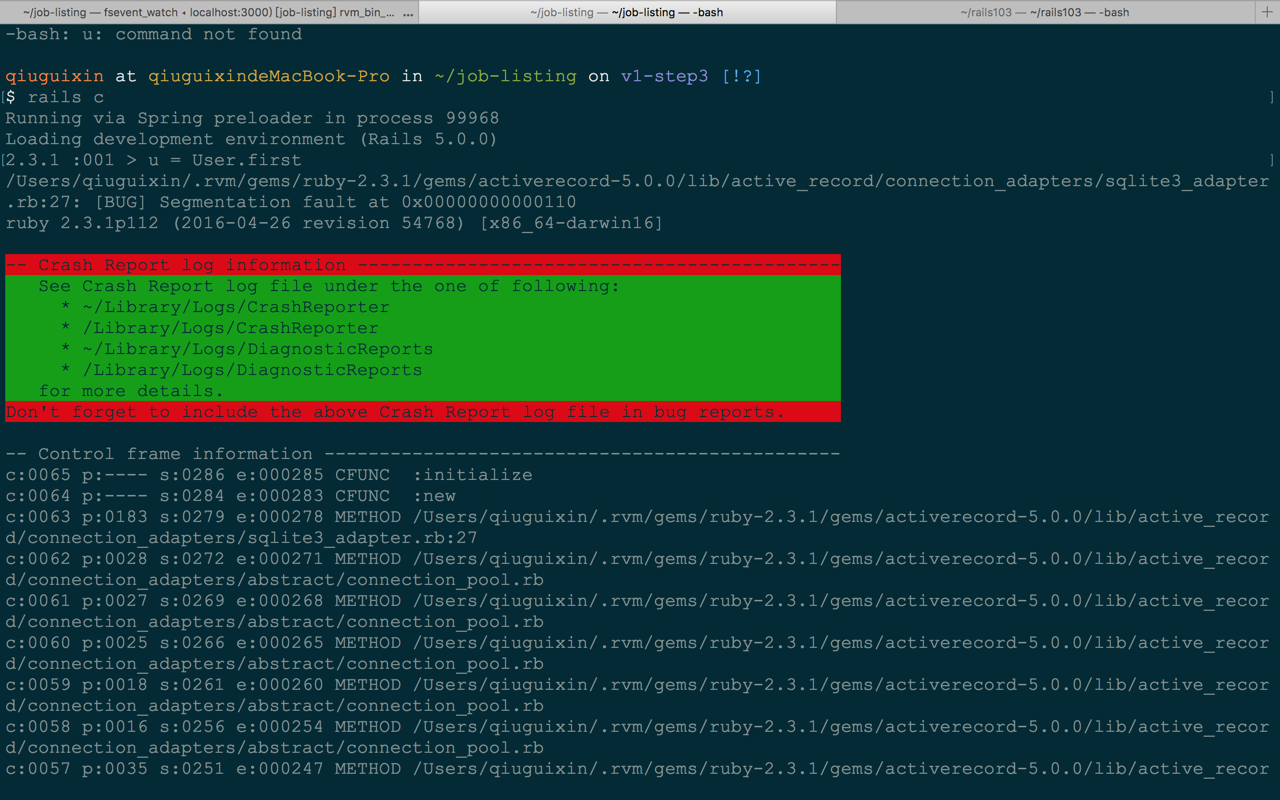 ~/job-listing — fsevent_watch ◂ localhost:3000) [job-listing] rvm_bin_... ... ~/job-listing — ~/job-listing — -bash ~/rails103 — ~/rails103 — -bash +
-bash: u: command not found
qiuguixin at qiuguixindeMacBook-Pro in ~/job-listing on v1-step3 [!?]
[$ rails c ]
Running via Spring preloader in process 99968
Loading development environment (Rails 5.0.0)
[2.3.1 :001 > u = User.first ]
/Users/qiuguixin/.rvm/gems/ruby-2.3.1/gems/activerecord-5.0.0/lib/active_record/connection_adapters/sqlite3_adapter
.rb:27: [BUG] Segmentation fault at 0x00000000000110
ruby 2.3.1p112 (2016-04-26 revision 54768) [x86_64-darwin16]
-- Crash Report log information --------------------------------------------
   See Crash Report log file under the one of following:
     * ~/Library/Logs/CrashReporter
     * /Library/Logs/CrashReporter
     * ~/Library/Logs/DiagnosticReports
     * /Library/Logs/DiagnosticReports
   for more details.
Don't forget to include the above Crash Report log file in bug reports.
-- Control frame information -----------------------------------------------
c:0065 p:---- s:0286 e:000285 CFUNC  :initialize
c:0064 p:---- s:0284 e:000283 CFUNC  :new
c:0063 p:0183 s:0279 e:000278 METHOD /Users/qiuguixin/.rvm/gems/ruby-2.3.1/gems/activerecord-5.0.0/lib/active_recor
d/connection_adapters/sqlite3_adapter.rb:27
c:0062 p:0028 s:0272 e:000271 METHOD /Users/qiuguixin/.rvm/gems/ruby-2.3.1/gems/activerecord-5.0.0/lib/active_recor
d/connection_adapters/abstract/connection_pool.rb
c:0061 p:0027 s:0269 e:000268 METHOD /Users/qiuguixin/.rvm/gems/ruby-2.3.1/gems/activerecord-5.0.0/lib/active_recor
d/connection_adapters/abstract/connection_pool.rb
c:0060 p:0025 s:0266 e:000265 METHOD /Users/qiuguixin/.rvm/gems/ruby-2.3.1/gems/activerecord-5.0.0/lib/active_recor
d/connection_adapters/abstract/connection_pool.rb
c:0059 p:0018 s:0261 e:000260 METHOD /Users/qiuguixin/.rvm/gems/ruby-2.3.1/gems/activerecord-5.0.0/lib/active_recor
d/connection_adapters/abstract/connection_pool.rb
c:0058 p:0016 s:0256 e:000254 METHOD /Users/qiuguixin/.rvm/gems/ruby-2.3.1/gems/activerecord-5.0.0/lib/active_recor
d/connection_adapters/abstract/connection_pool.rb
c:0057 p:0035 s:0251 e:000247 METHOD /Users/qiuguixin/.rvm/gems/ruby-2.3.1/gems/activerecord-5.0.0/lib/active_recor